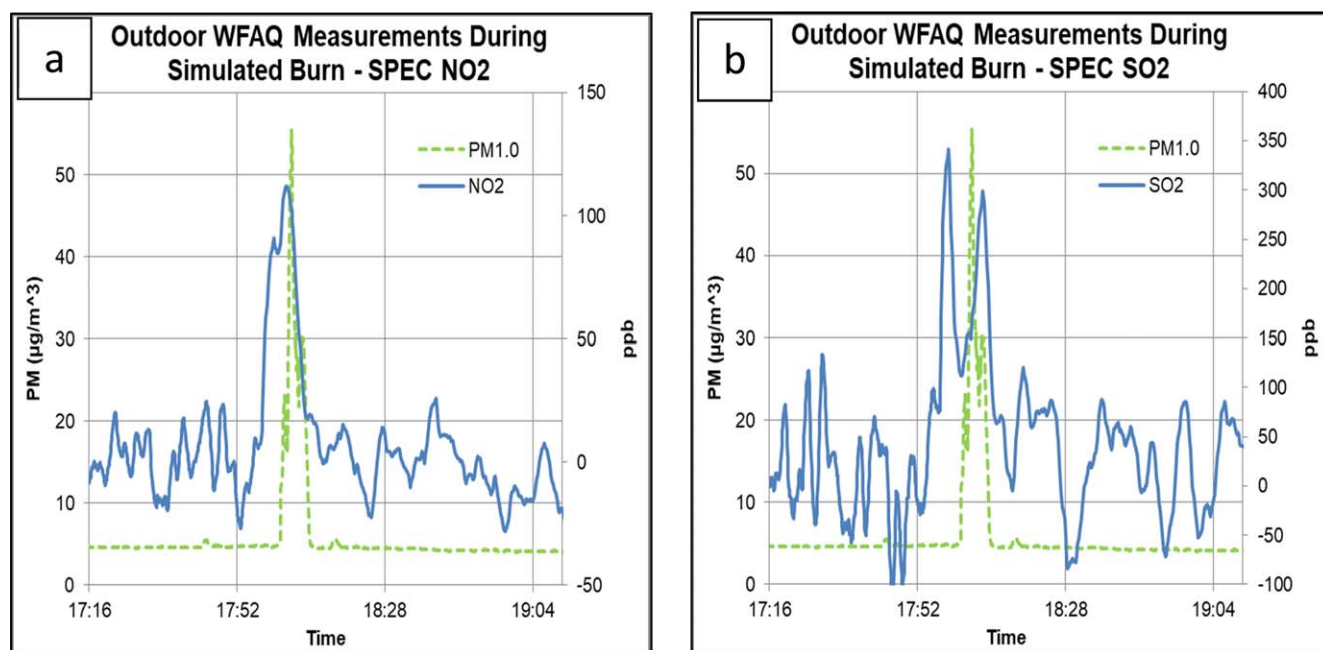 a
Outdoor WFAQ Measurements During
Simulated Burn - SPEC NO2
150
100
50
0
-50
PM1.0
NO2
50
40
30
20
10
0
PM (µg/m^3)
ppb
17:16
17:52
18:28
19:04
Time
b
Outdoor WFAQ Measurements During
Simulated Burn - SPEC SO2
400
350
300
250
200
150
100
50
0
-50
-100
PM1.0
SO2
50
40
30
20
10
0
PM (µg/m^3)
ppb
17:16
17:52
18:28
19:04
Time